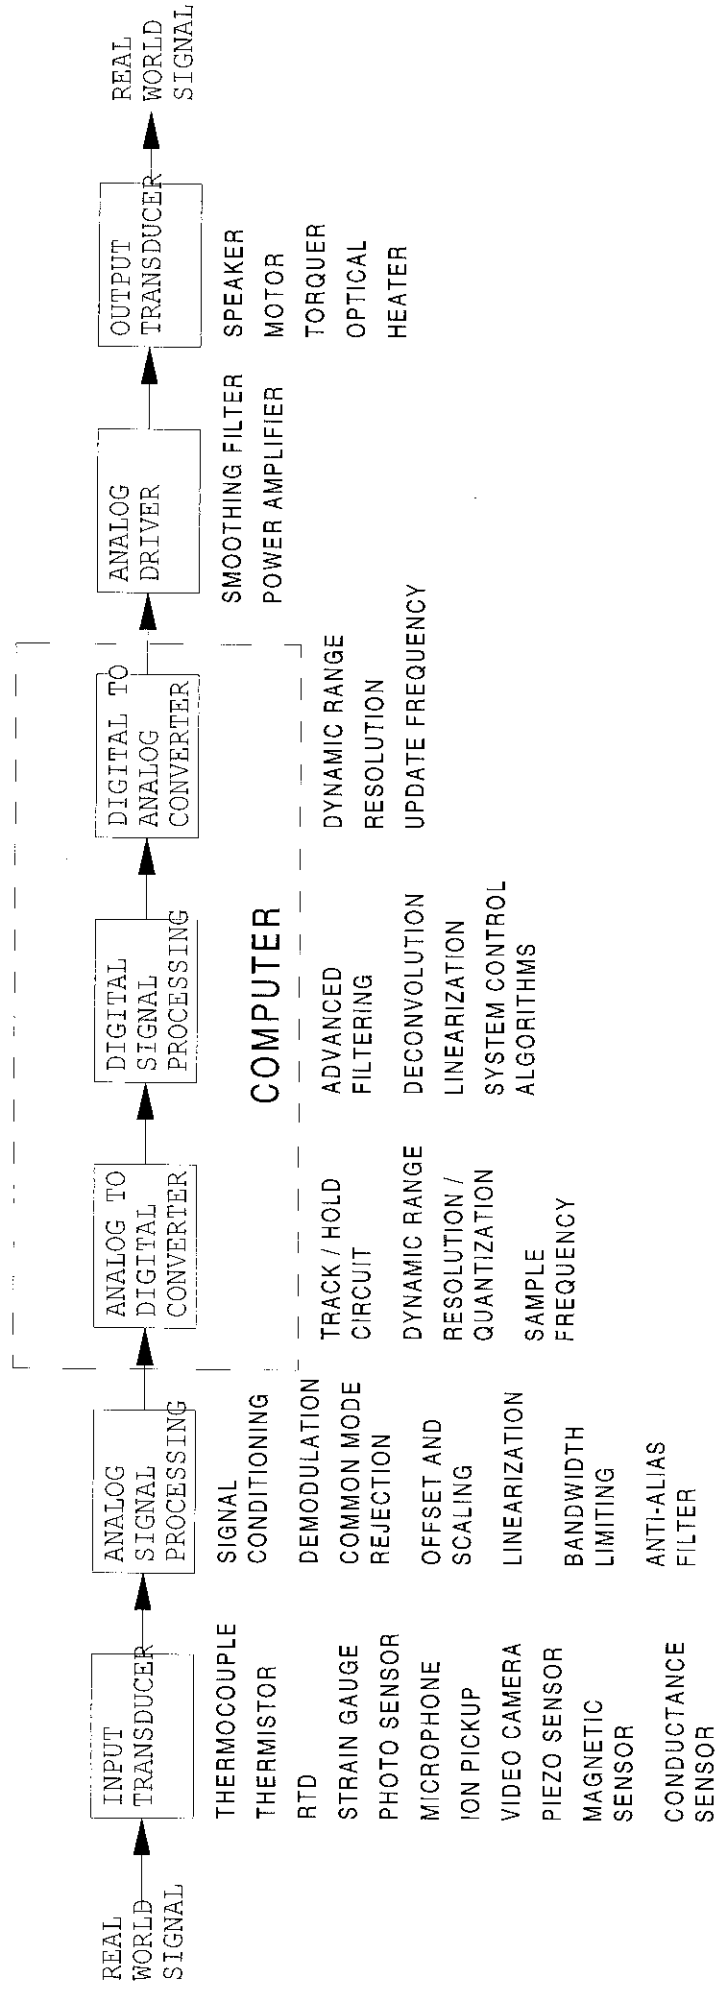 REAL
WORLD
SIGNAL
INPUT
TRANSDUCER
THERMOCOUPLE
THERMISTOR
RTD
STRAIN GAUGE
PHOTO SENSOR
MICROPHONE
ION PICKUP
VIDEO CAMERA
PIEZO SENSOR
MAGNETIC
SENSOR
CONDUCTANCE
SENSOR
ANALOG
SIGNAL
PROCESSING
SIGNAL
CONDITIONING
DEMODULATION
COMMON MODE
REJECTION
OFFSET AND
SCALING
LINEARIZATION
BANDWIDTH
LIMITING
ANTI-ALIAS
FILTER
ANALOG TO
DIGITAL
CONVERTER
TRACK / HOLD
CIRCUIT
DYNAMIC RANGE
RESOLUTION /
QUANTIZATION
SAMPLE
FREQUENCY
DIGITAL
SIGNAL
PROCESSING
COMPUTER
ADVANCED
FILTERING
DECONVOLUTION
LINEARIZATION
SYSTEM CONTROL
ALGORITHMS
DIGITAL TO
ANALOG
CONVERTER
DYNAMIC RANGE
RESOLUTION
UPDATE FREQUENCY
ANALOG
DRIVER
SMOOTHING FILTER
POWER AMPLIFIER
OUTPUT
TRANSDUCER
SPEAKER
MOTOR
TORQUER
OPTICAL
HEATER
REAL
WORLD
SIGNAL